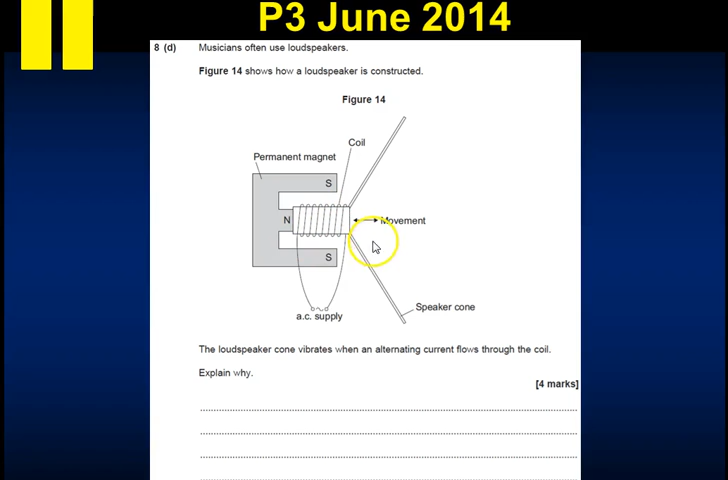 P3 June 2014
8 (d) Musicians often use loudspeakers.
Figure 14 shows how a loudspeaker is constructed.
Figure 14
Coil
Permanent magnet
S
N
Movement
S
Speaker cone
a.c. supply
The loudspeaker cone vibrates when an alternating current flows through the coil.
Explain why.
[4 marks]